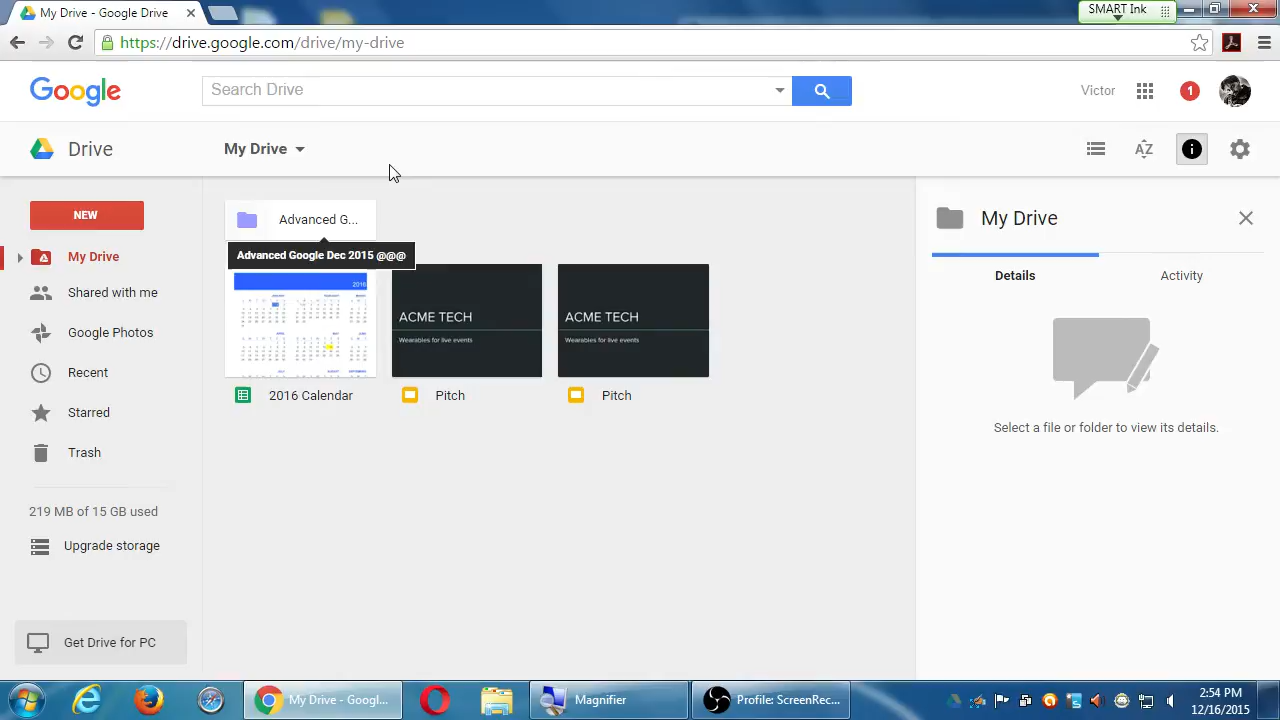 My Drive - Google Drive
SMART Ink
https://drive.google.com/drive/my-drive
Google
Search Drive
Victor
1
Drive
My Drive
NEW
Advanced G...
My Drive
Advanced Google Dec 2015 @@@
My Drive
Details
Activity
Shared with me
2016
ACME TECH
Wearables for live events
ACME TECH
Wearables for live events
Google Photos
Recent
2016 Calendar
Pitch
Pitch
Starred
Select a file or folder to view its details.
Trash
219 MB of 15 GB used
Upgrade storage
Get Drive for PC
My Drive - Googl...
Magnifier
Profile: ScreenRec...
2:54 PM
12/16/2015